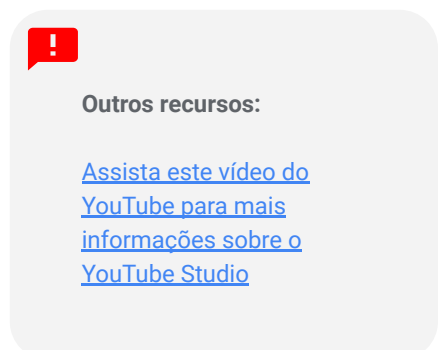 !
Outros recursos:
Assista este vídeo do
YouTube para mais
informações sobre o
YouTube Studio